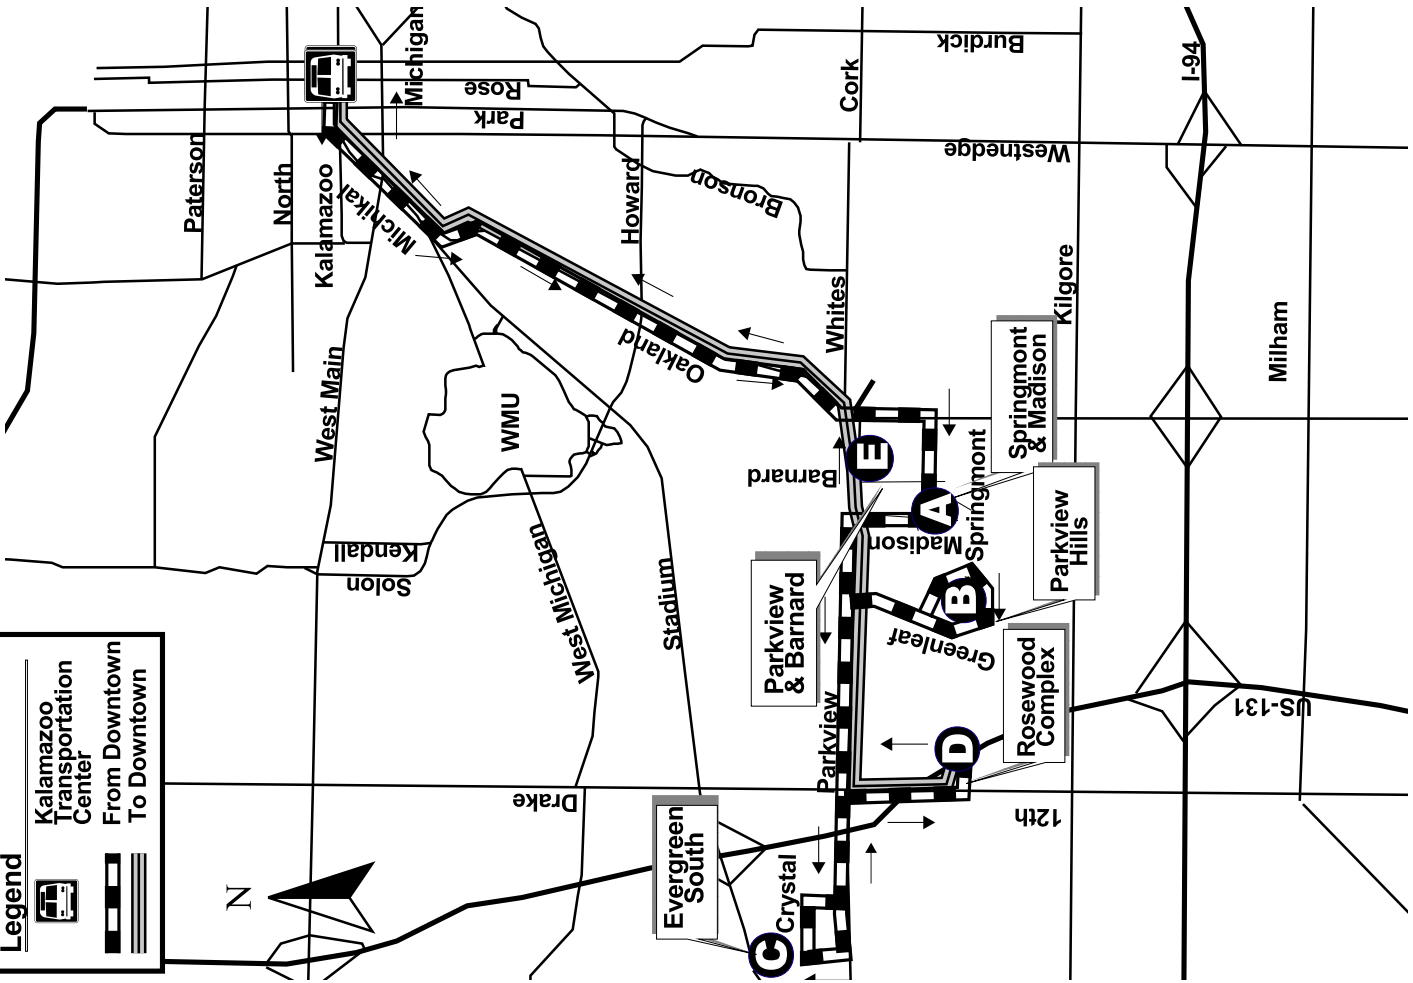 Legend
Kalamazoo
Transportation
Center
From Downtown
To Downtown
N
Paterson
North
Kalamazoo
Michikal
Michigan
Rose
Park
Burdick
Cork
I-94
Westnedge
Howard
Bronson
Oakland
Whites
Kilgore
Milham
West Main
WMU
Kendall
Solon
West Michigan
Stadium
Drake
Barnard
Madison
Springmont
Greenleaf
Parkview
Crystal
12th
US-131
Springmont
& Madison
Parkview
Hills
Parkview
& Barnard
Rosewood
Complex
Evergreen
South
A
B
C
D
E